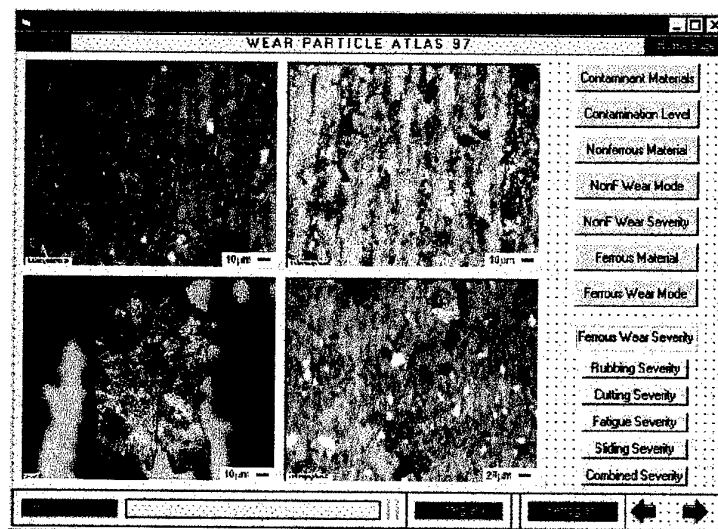 WEAR PARTICLE ATLAS 97
10µm
10µm
10µm
20µm
Contaminant Materials
Contamination Level
Nonferrous Material
NonF Wear Mode
NonF Wear Severity
Ferrous Material
Ferrous Wear Mode
Ferrous Wear Severity
Rubbing Severity
Cutting Severity
Fatigue Severity
Sliding Severity
Combined Severity